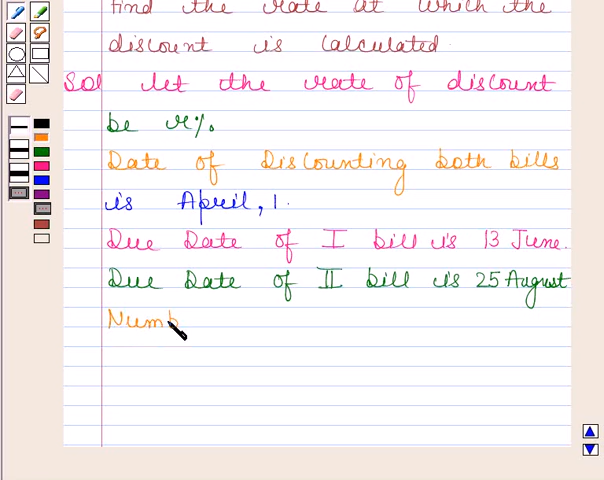 find the rate at which the
discount is calculated.
Sol let the rate of discount
be r%.
Date of Discounting both bills
is April, 1.
Due Date of I bill is 13 June.
Due Date of II bill is 25 August
Numb